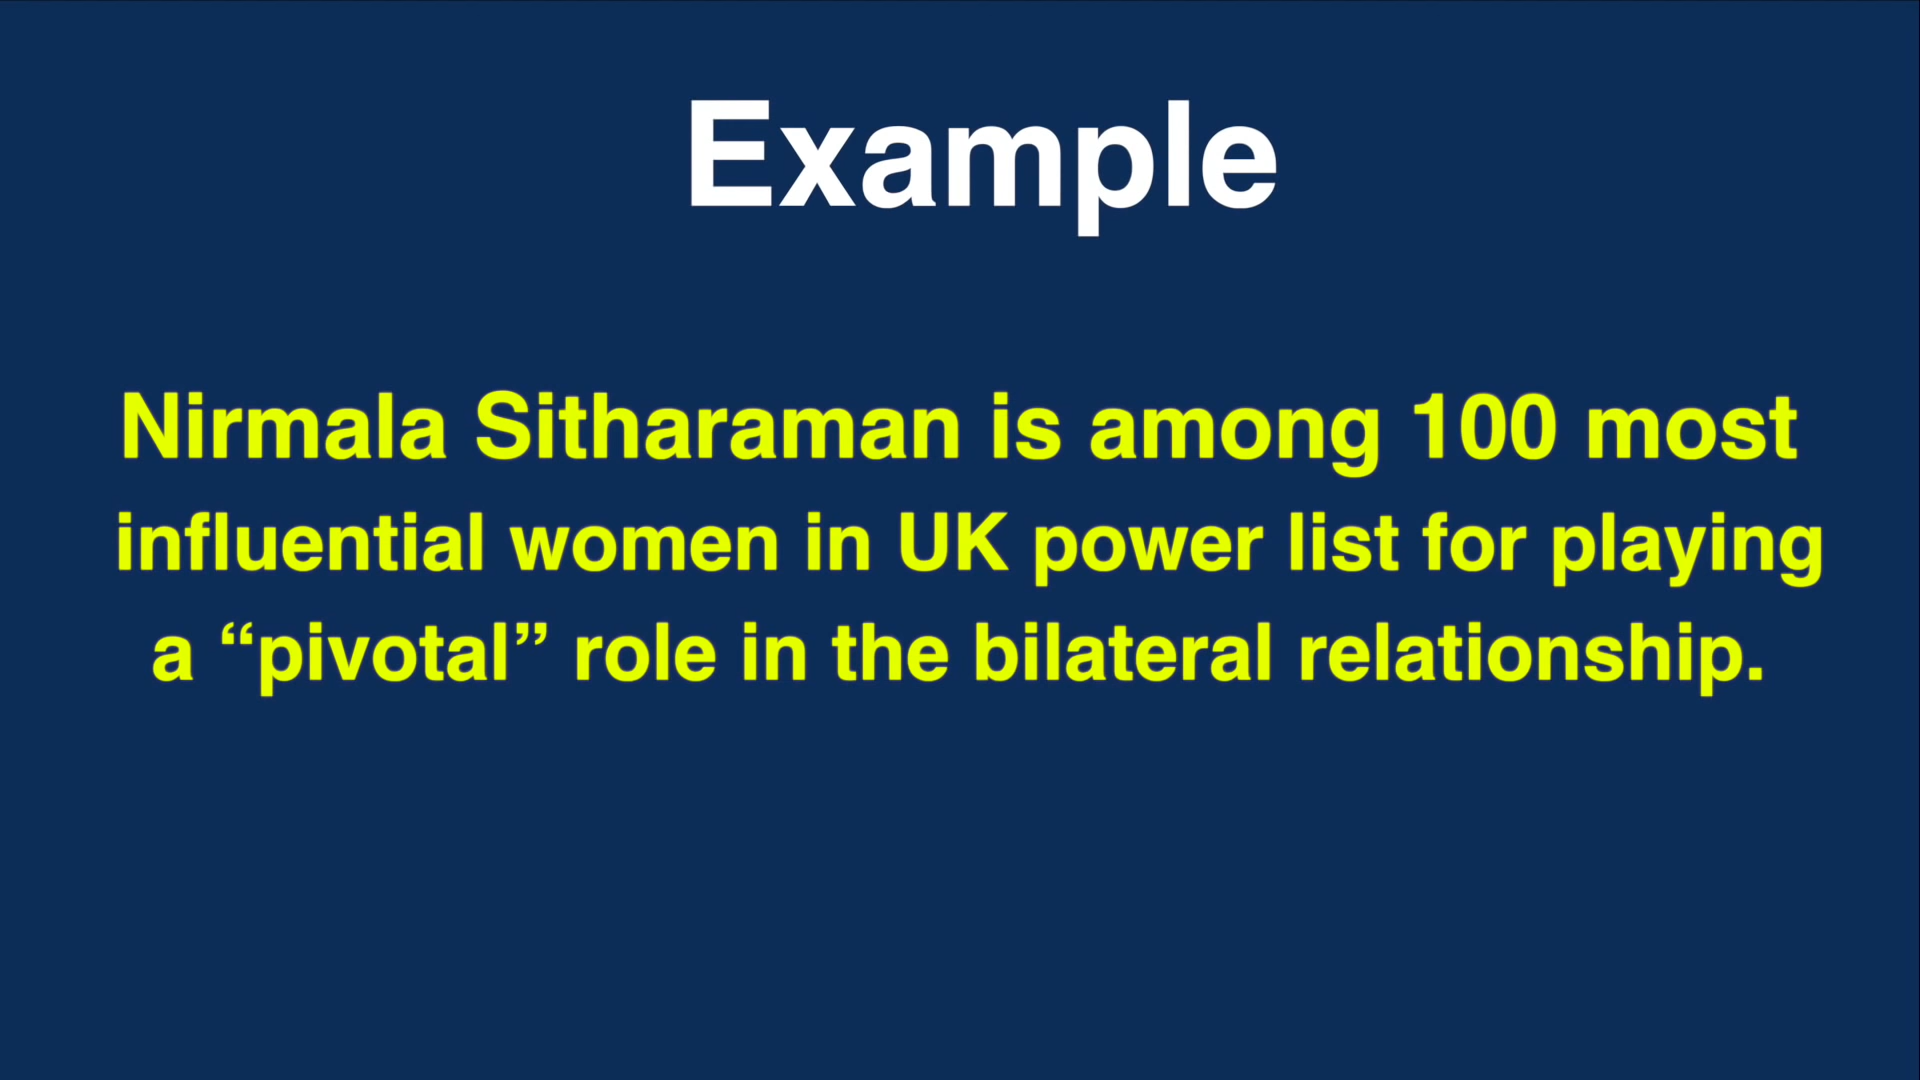 Example
Nirmala Sitharaman is among 100 most
influential women in UK power list for playing
a “pivotal” role in the bilateral relationship.